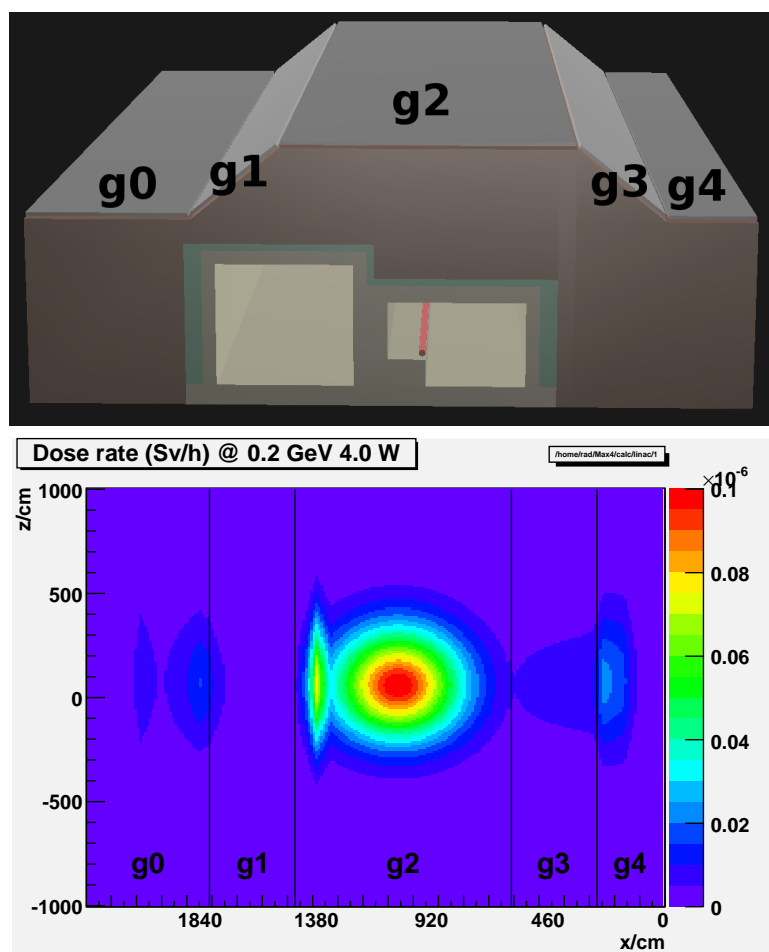 g0 g1 g2 g3 g4
Dose rate (Sv/h) @ 0.2 GeV 4.0 W
/home/rad/Max4/calc/linac/1
×10-6
z/cm
1000
500
0
-500
-1000
0.1
0.08
0.06
0.04
0.02
0
g0 g1 g2 g3 g4
1840 1380 920 460 0
x/cm